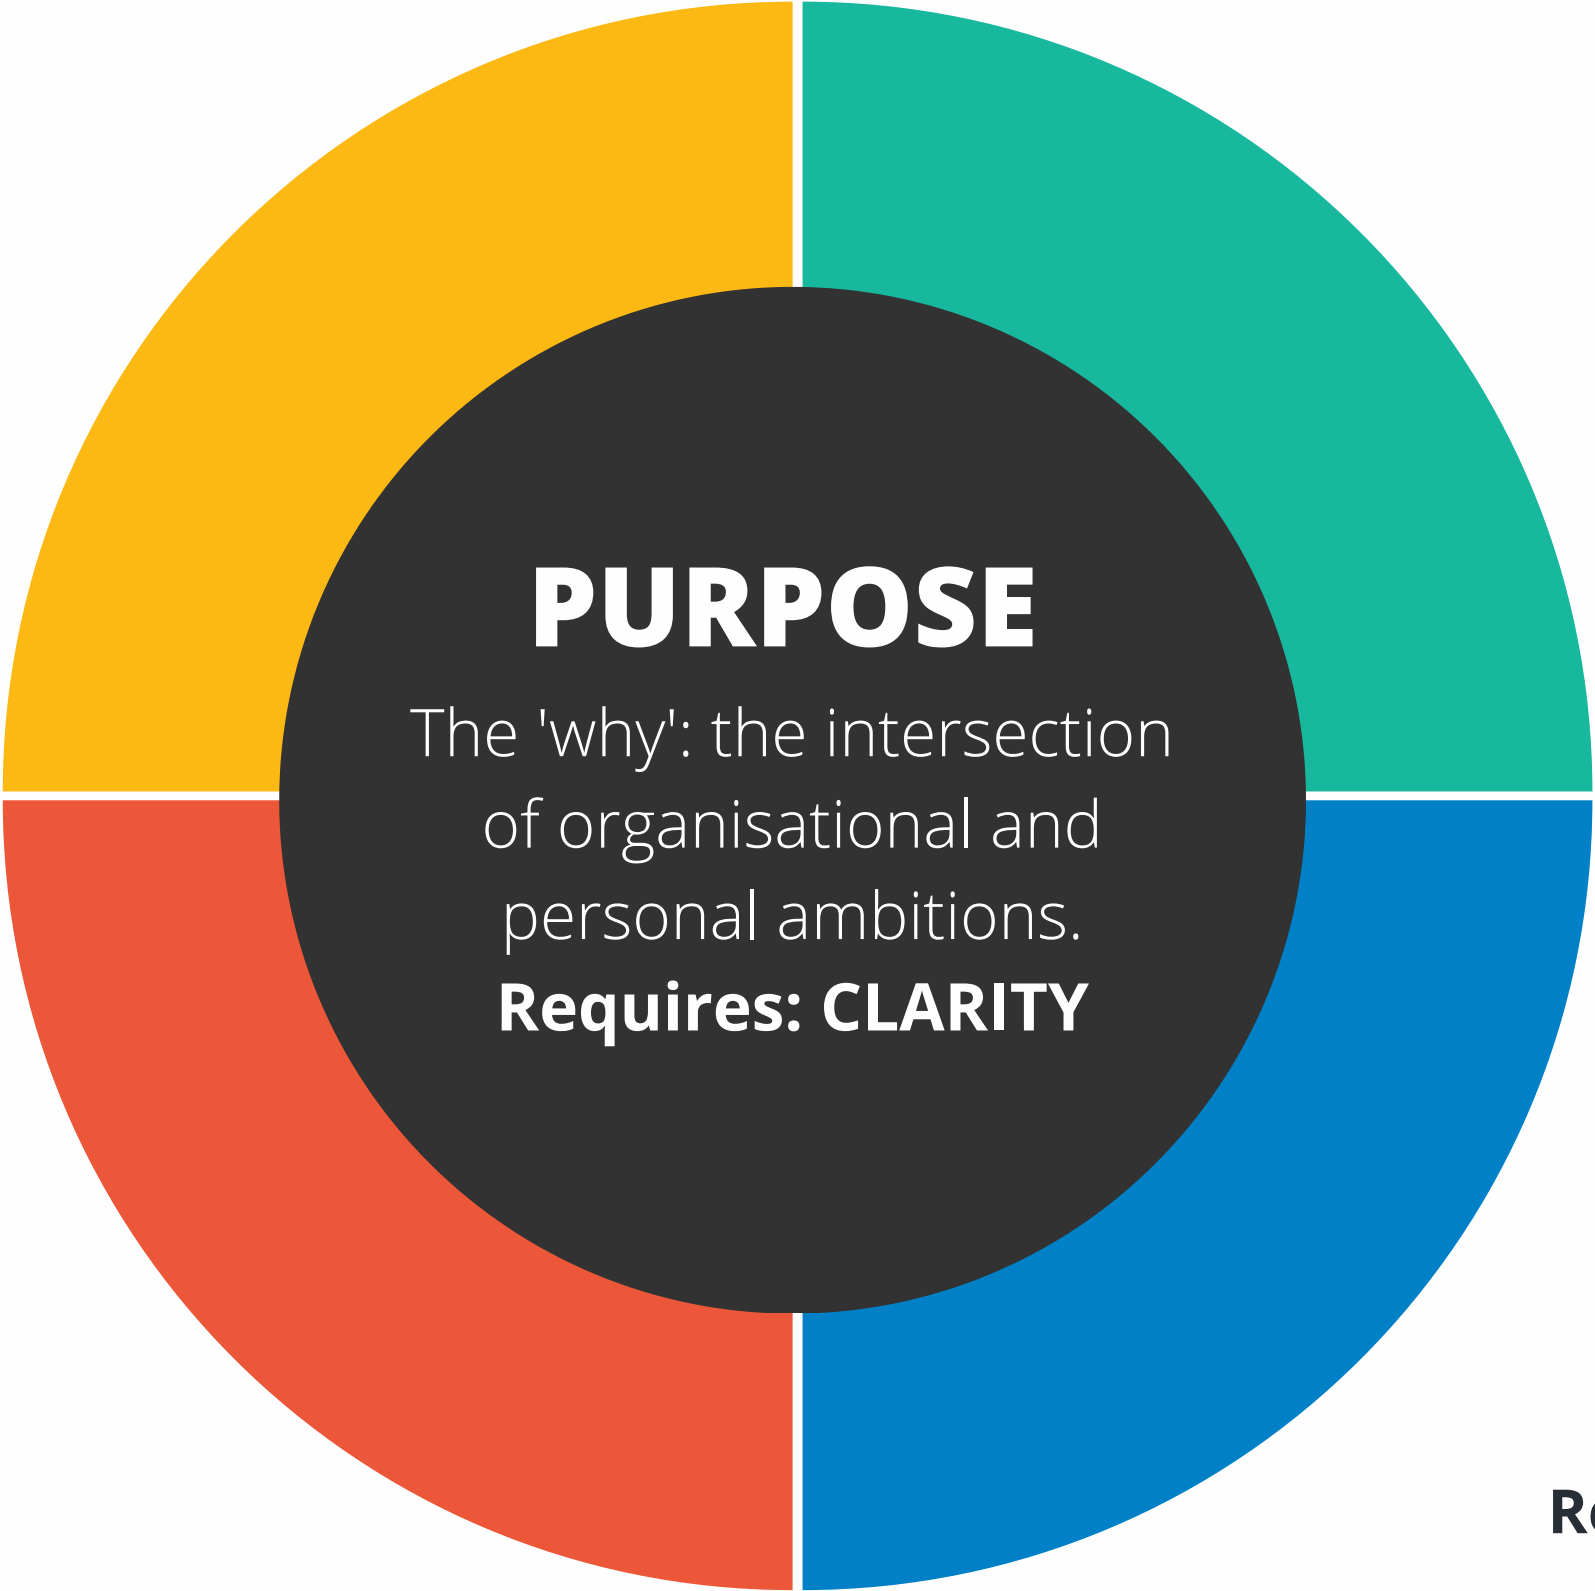 PURPOSE
The 'why': the intersection
of organisational and
personal ambitions.
Requires: CLARITY